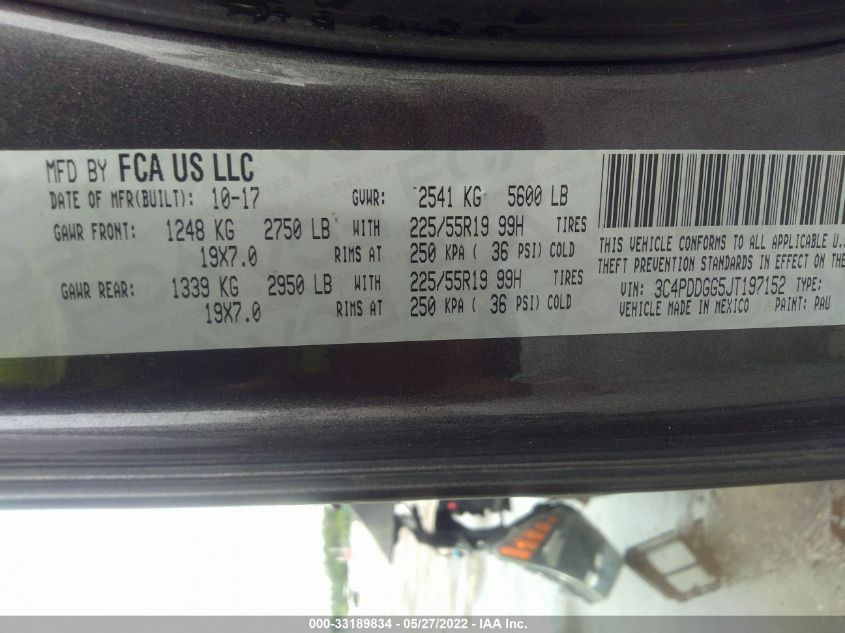 MFD BY FCA US LLC
DATE OF MFR(BUILT): 10-17 GVWR: 2541 KG 5600 LB
GAWR FRONT: 1248 KG 2750 LB WITH 225/55R19 99H TIRES
19X7.0 RIMS AT 250 KPA ( 36 PSI) COLD
GAWR REAR: 1339 KG 2950 LB WITH 225/55R19 99H TIRES
19X7.0 RIMS AT 250 KPA ( 36 PSI) COLD
THIS VEHICLE CONFORMS TO ALL APPLICABLE U.S.
THEFT PREVENTION STANDARDS IN EFFECT ON THE
VIN: 3C4PDDGG5JT197152 TYPE:
VEHICLE MADE IN MEXICO PAINT: PAU
000-33189834 - 05/27/2022 - IAA Inc.